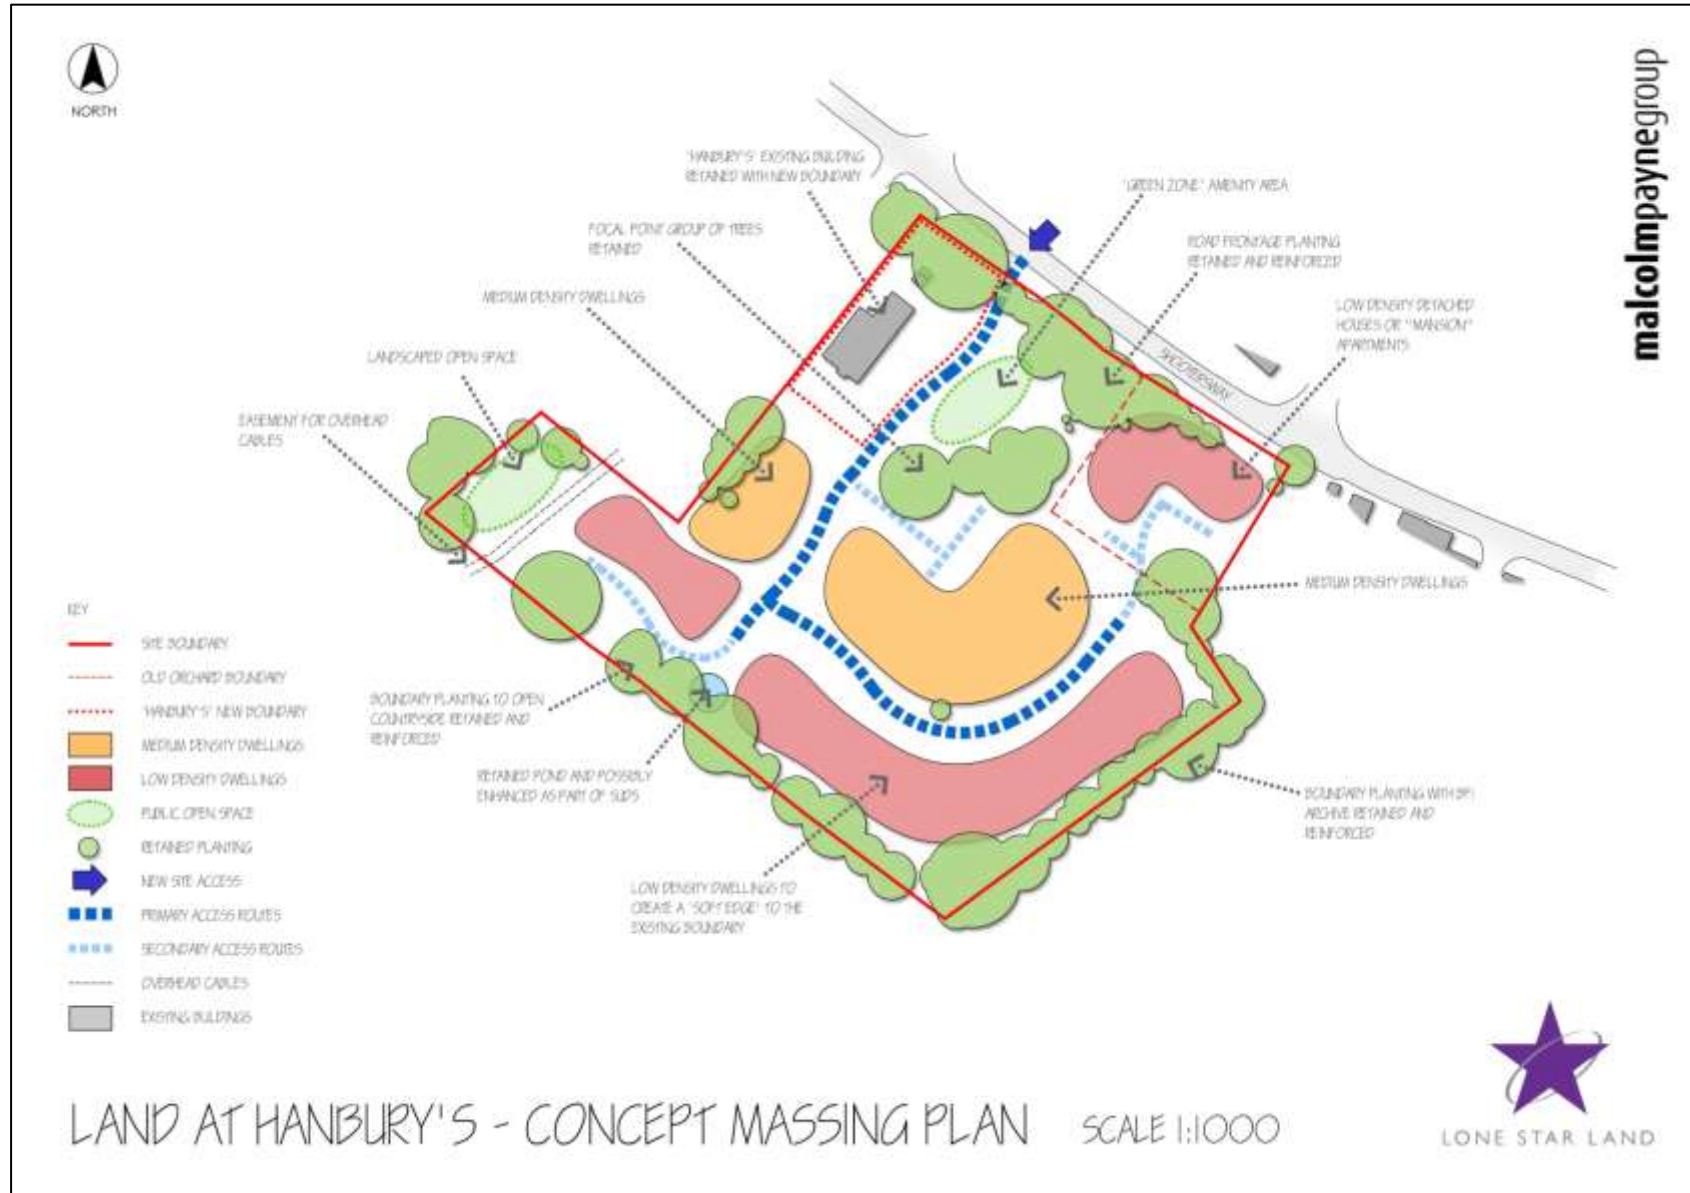 NORTH
malcolmpaynegroup
'HANBURY'S' EXISTING BUILDING
RETAINED WITH NEW BOUNDARY
'GREEN ZONE' AMENITY AREA
FOCAL POINT GROUP OF TREES
RETAINED
ROAD FRONTAGE PLANTING
RETAINED AND REINFORCED
MEDIUM DENSITY DWELLINGS
LOW DENSITY DETACHED
HOUSES OR "MANSION"
APARTMENTS
LANDSCAPED OPEN SPACE
SHOOTERSWAY
EASEMENT FOR OVERHEAD
CABLES
MEDIUM DENSITY DWELLINGS
BOUNDARY PLANTING TO OPEN
COUNTRYSIDE RETAINED AND
REINFORCED
RETAINED POND AND POSSIBLY
ENHANCED AS PART OF SUDS
BOUNDARY PLANTING WITH BFI
ARCHIVE RETAINED AND
REINFORCED
LOW DENSITY DWELLINGS TO
CREATE A 'SOFT EDGE' TO THE
EXISTING BOUNDARY
KEY
SITE BOUNDARY
OLD ORCHARD BOUNDARY
'HANBURY'S' NEW BOUNDARY
MEDIUM DENSITY DWELLINGS
LOW DENSITY DWELLINGS
PUBLIC OPEN SPACE
RETAINED PLANTING
NEW SITE ACCESS
PRIMARY ACCESS ROUTES
SECONDARY ACCESS ROUTES
OVERHEAD CABLES
EXISTING BUILDINGS
LAND AT HANBURY'S - CONCEPT MASSING PLAN SCALE 1:1000
LONE STAR LAND